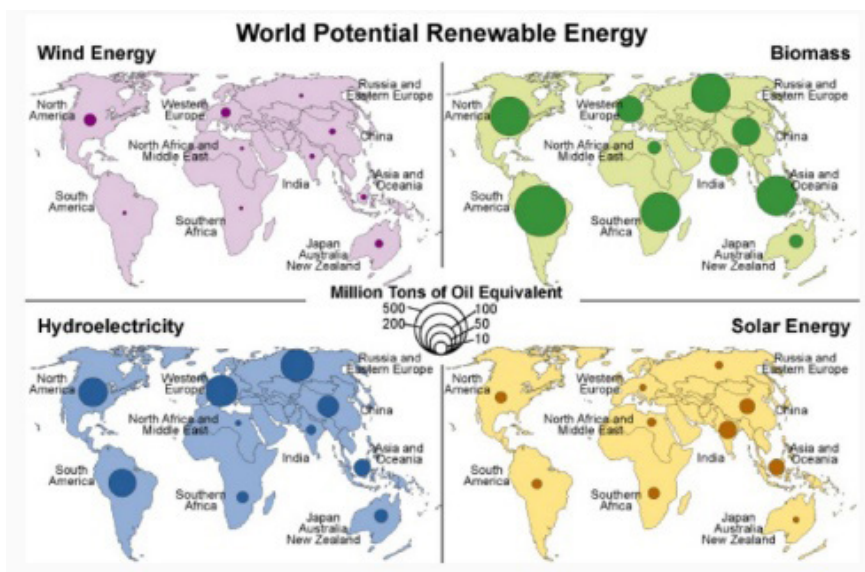 World Potential Renewable Energy
Wind Energy
North
America
Western
Europe
Russia and
Eastern Europe
China
North Africa and
Middle East
India
Asia and
Oceania
South
America
Southern
Africa
Japan
Australia
New Zealand
Biomass
North
America
Western
Europe
Russia and
Eastern Europe
China
North Africa and
Middle East
India
Asia and
Oceania
South
America
Southern
Africa
Japan
Australia
New Zealand
Million Tons of Oil Equivalent
500
200
100
50
10
Hydroelectricity
North
America
Western
Europe
Russia and
Eastern Europe
China
North Africa and
Middle East
India
Asia and
Oceania
South
America
Southern
Africa
Japan
Australia
New Zealand
Solar Energy
North
America
Western
Europe
Russia and
Eastern Europe
China
North Africa and
Middle East
India
Asia and
Oceania
South
America
Southern
Africa
Japan
Australia
New Zealand